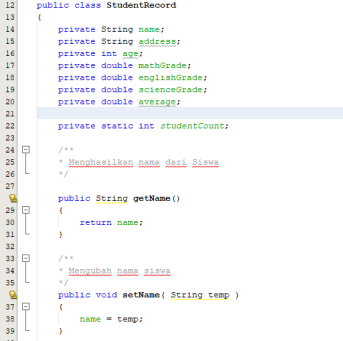 12 public class StudentRecord
13 {
14 private String name;
15 private String address;
16 private int age;
17 private double mathGrade;
18 private double englishGrade;
19 private double scienceGrade;
20 private double average;
21
22 private static int studentCount;
23
24 /**
25 * Menghasilkan nama dari Siswa
26 */
27
public String getName()
29 {
30 return name;
31 }
32
33 /**
34 * Mengubah nama siswa
35 */
public void setName( String temp )
37 {
38 name = temp;
39 }